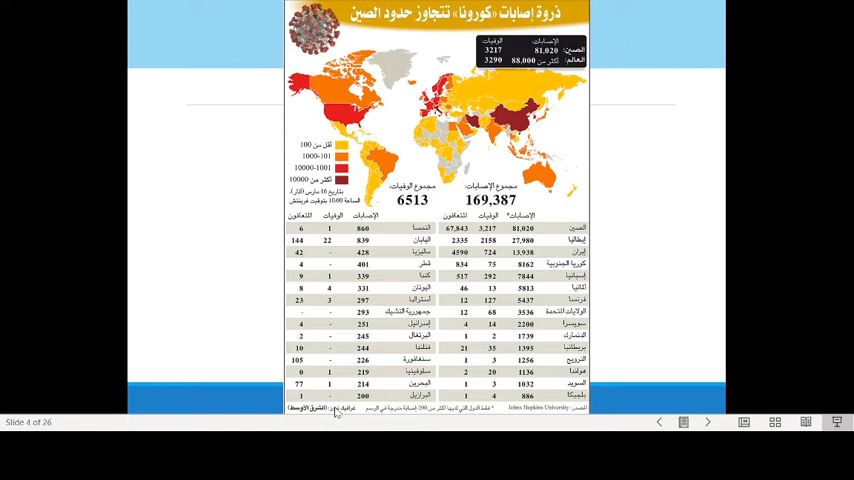 ذروة إصابات «كورونا» تتجاوز حدود الصين
الإصابات: الوفيات:
الصين: 81,020 3217
العالم: أكثر من 88,000 3290
أقل من 100
1000-101
10000-1001
أكثر من 10000
بتاريخ 16 مارس (آذار)،
الساعة 10:00 بتوقيت غرينتش
مجموع الإصابات: 169,387
مجموع الوفيات: 6513
الإصابات* الوفيات المتعافون
الصين 81,020 3,217 67,843
إيطاليا 27,980 2158 2335
إيران 13,938 724 4590
كوريا الجنوبية 8162 75 834
إسبانيا 7844 292 517
ألمانيا 5813 13 46
فرنسا 5437 127 12
الولايات المتحدة 3536 68 12
سويسرا 2200 14 4
الدنمارك 1739 2 1
بريطانيا 1395 35 21
النرويج 1256 3 1
هولندا 1136 20 2
السويد 1032 3 1
بلجيكا 886 4 1
الإصابات الوفيات المتعافون
النمسا 860 1 6
اليابان 839 22 144
ماليزيا 428 - 42
قطر 401 - 4
كندا 339 1 9
اليونان 331 4 8
أستراليا 297 3 23
جمهورية التشيك 293 - -
إسرائيل 251 - 4
البرتغال 245 - 2
فنلندا 244 - 10
سنغافورة 226 - 105
سلوفينيا 219 1 0
البحرين 214 1 77
البرازيل 200 - 1
المصدر: Johns Hopkins University
* فقط الدول التي لديها أكثر من 200 إصابة مدرجة في الرسم
(الشرق الأوسط)
Slide 4 of 26